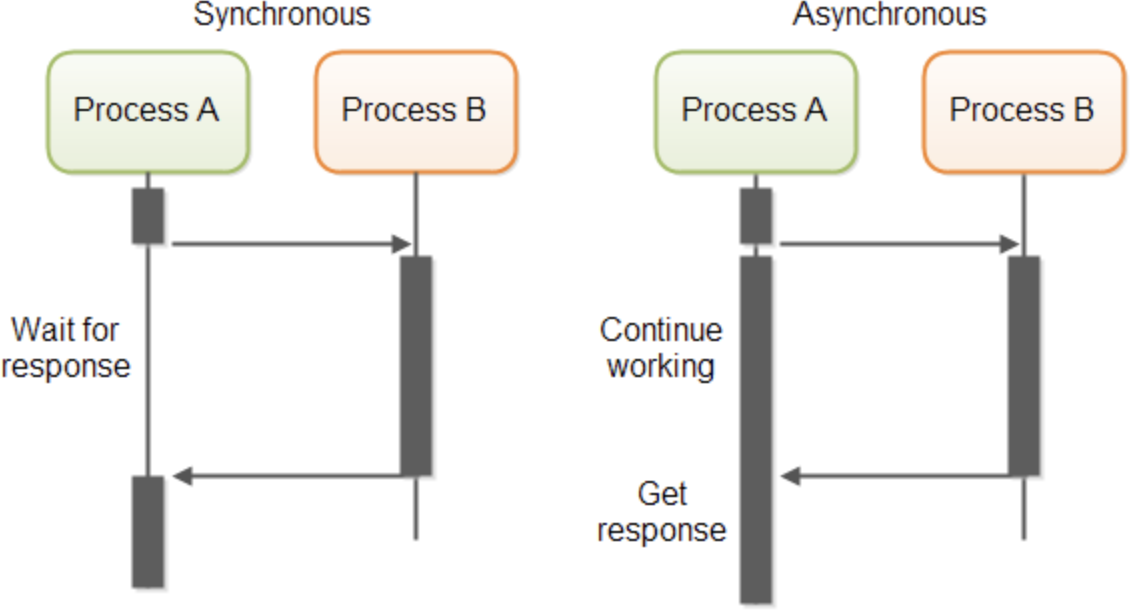 Synchronous
Asynchronous
Process A
Process B
Process A
Process B
Wait for
response
Continue
working
Get
response